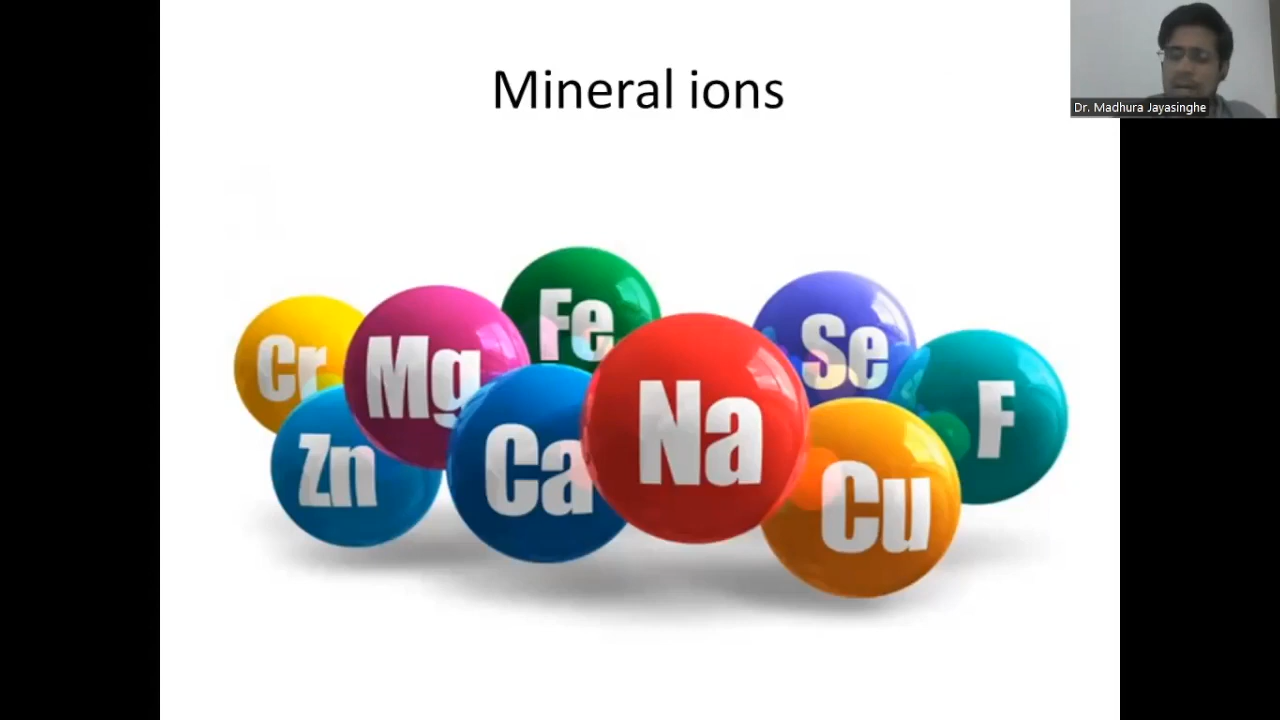 Mineral ions
Dr. Madhura Jayasinghe
Cr
Mg
Fe
Se
F
Zn
Ca
Na
Cu